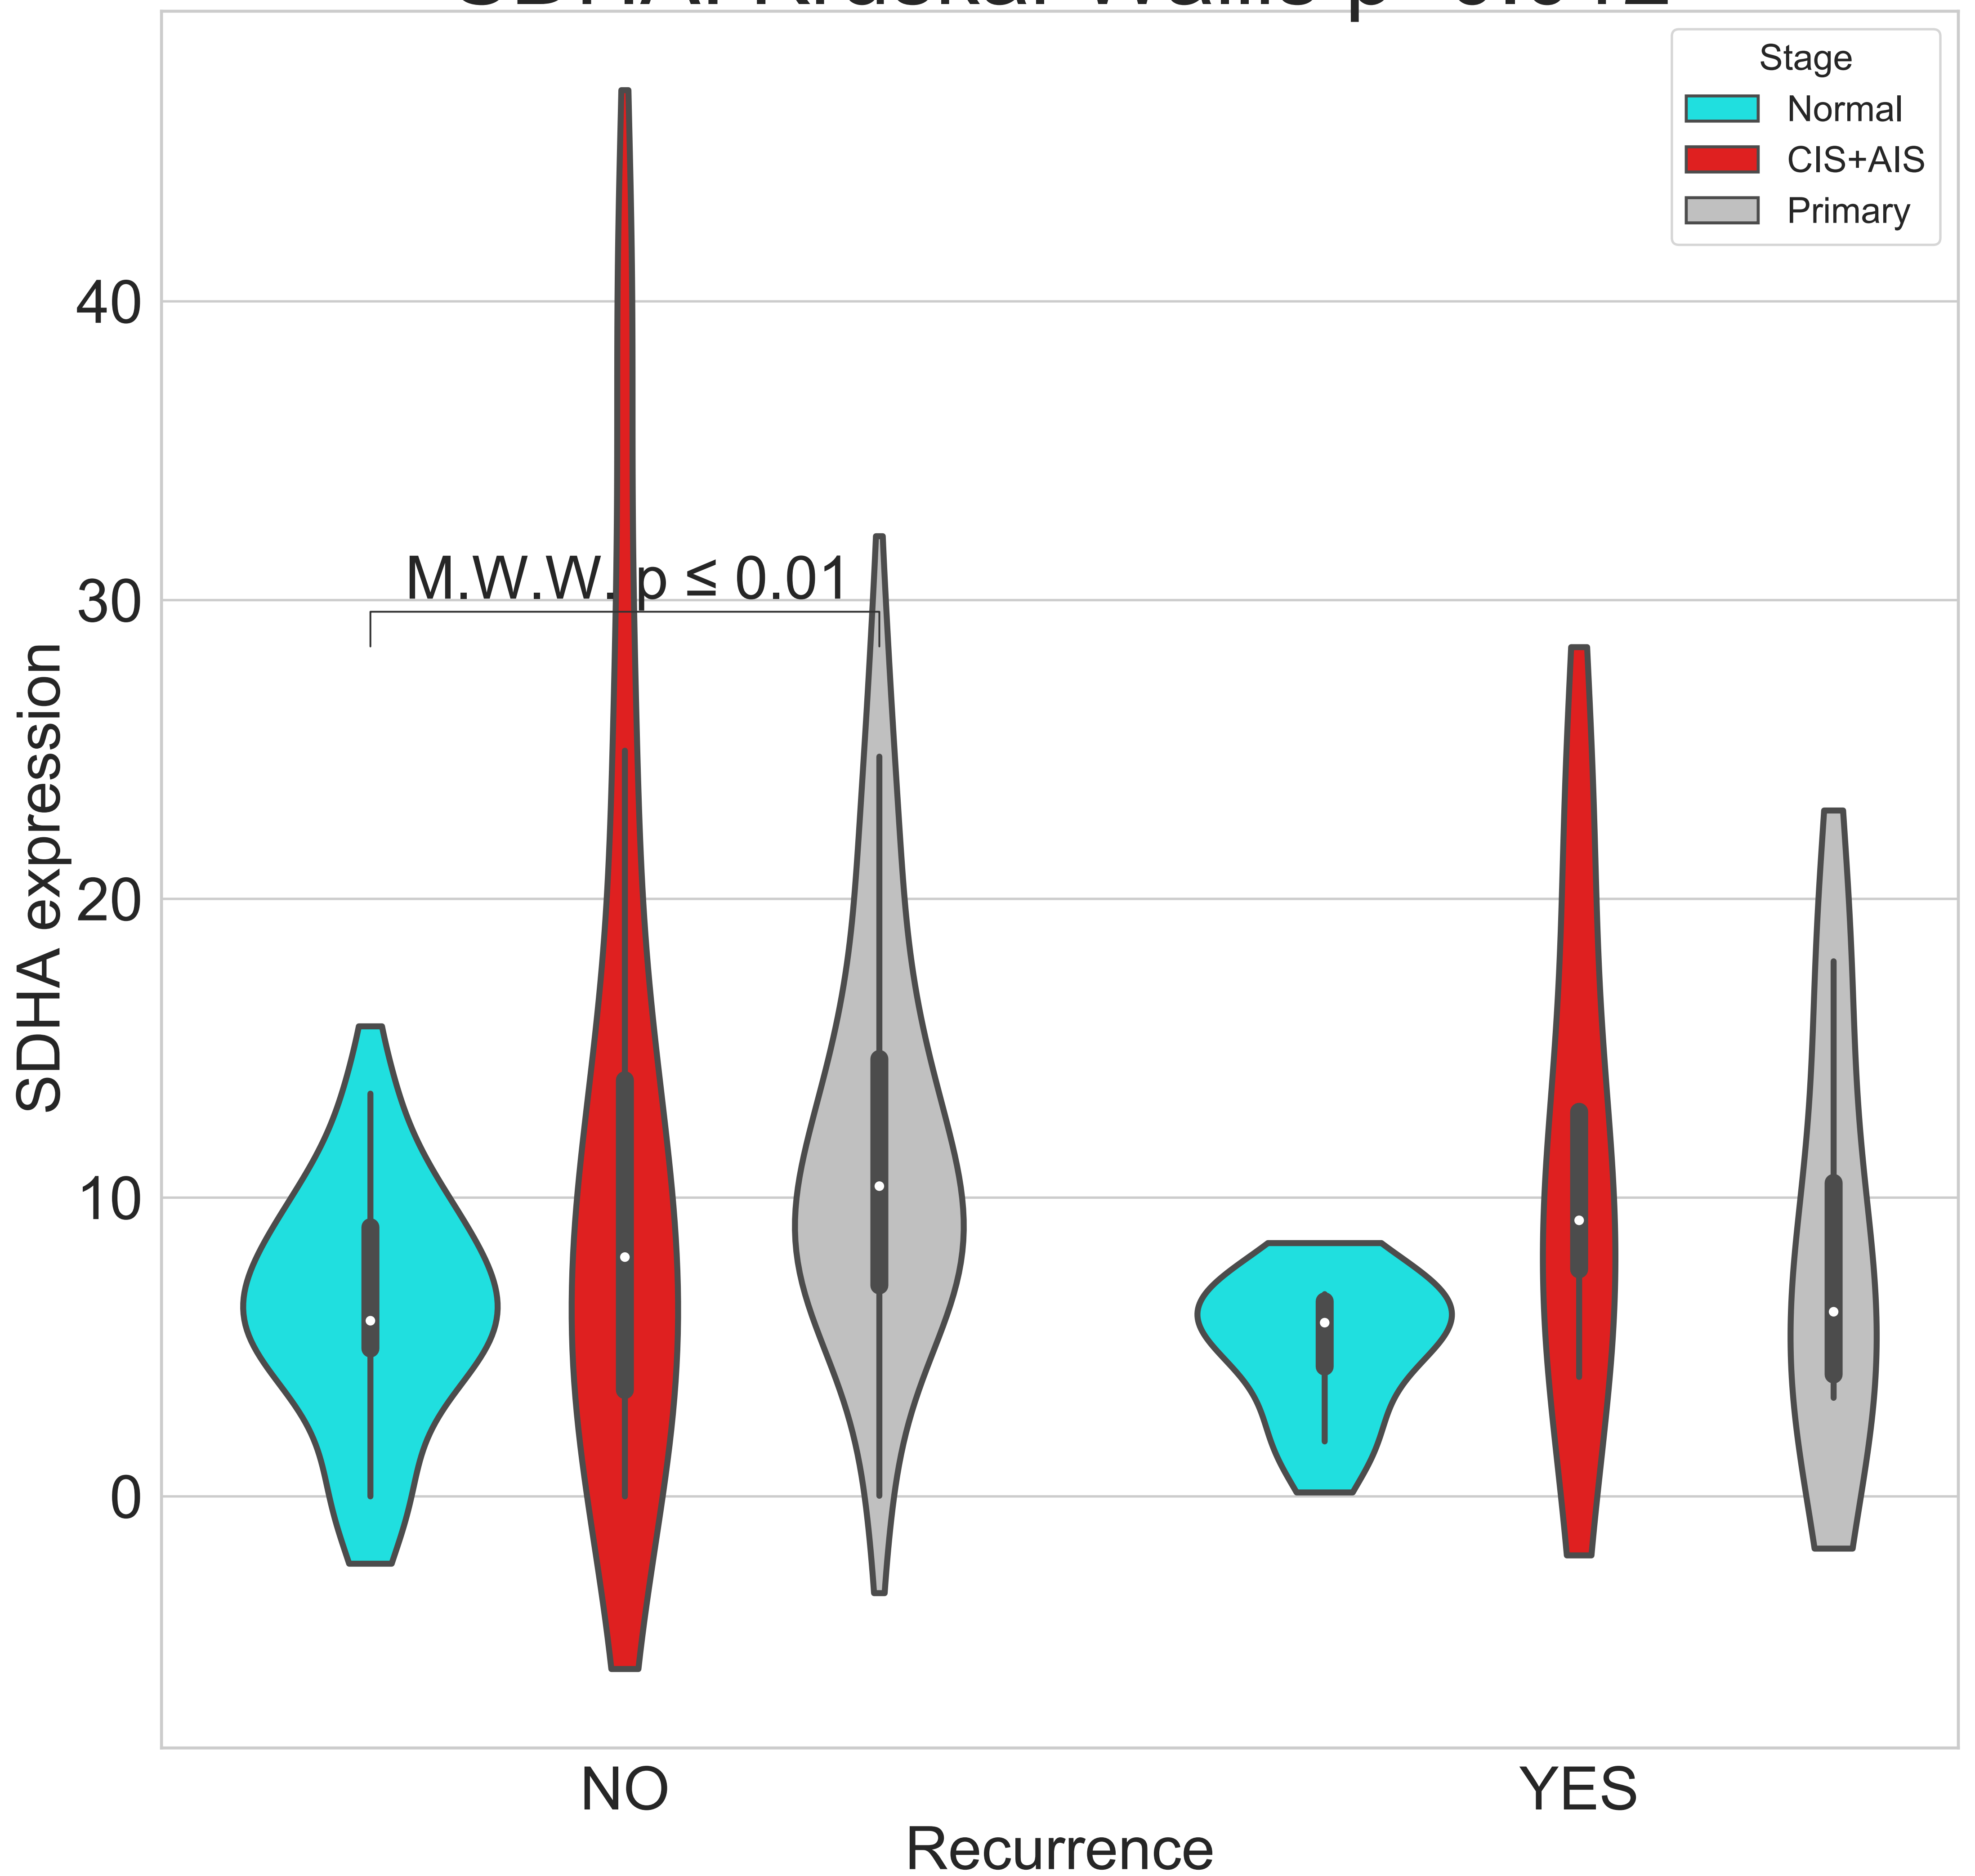 Stage
Normal
CIS+AIS
Primary
40
30
20
10
0
M.W.W. p ≤ 0.01
SDHA expression
NO
YES
Recurrence